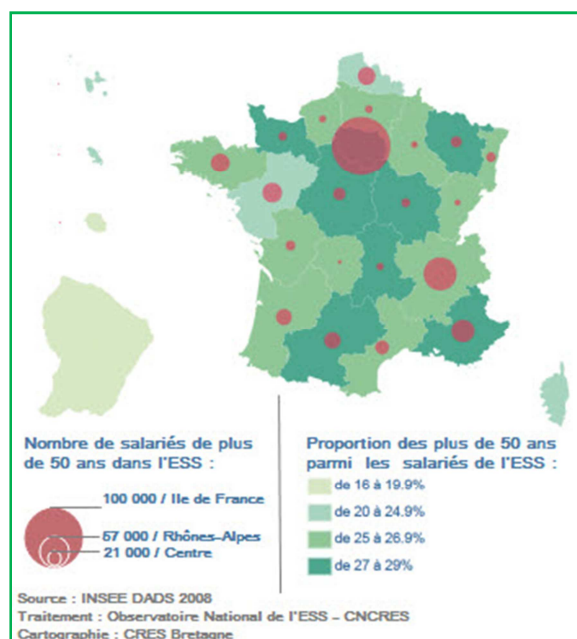 Nombre de salariés de plus
de 50 ans dans l'ESS :
100 000 / Ile de France
57 000 / Rhônes-Alpes
21 000 / Centre
Proportion des plus de 50 ans
parmi les salariés de l'ESS :
de 16 à 19.9%
de 20 à 24.9%
de 25 à 26.9%
de 27 à 29%
Source : INSEE DADS 2008
Traitement : Observatoire National de l'ESS – CNCRES
Cartographie : CRES Bretagne